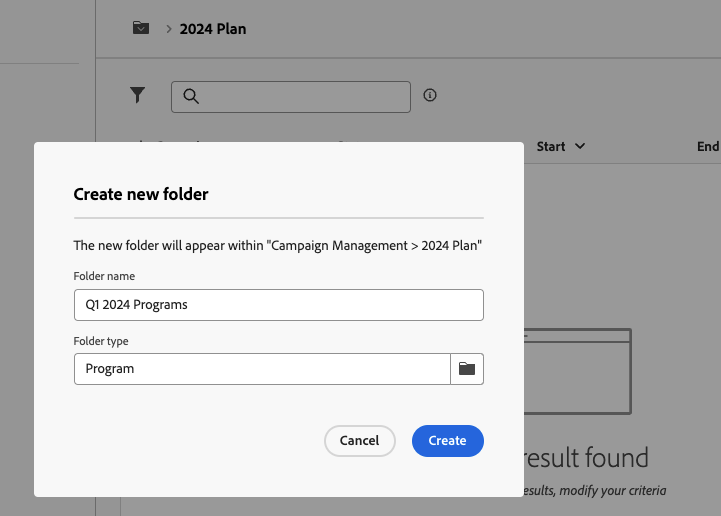 2024 Plan
Start
End
Create new folder
The new folder will appear within "Campaign Management > 2024 Plan"
Folder name
Q1 2024 Programs
Folder type
Program
Cancel
Create
result found
results, modify your criteria